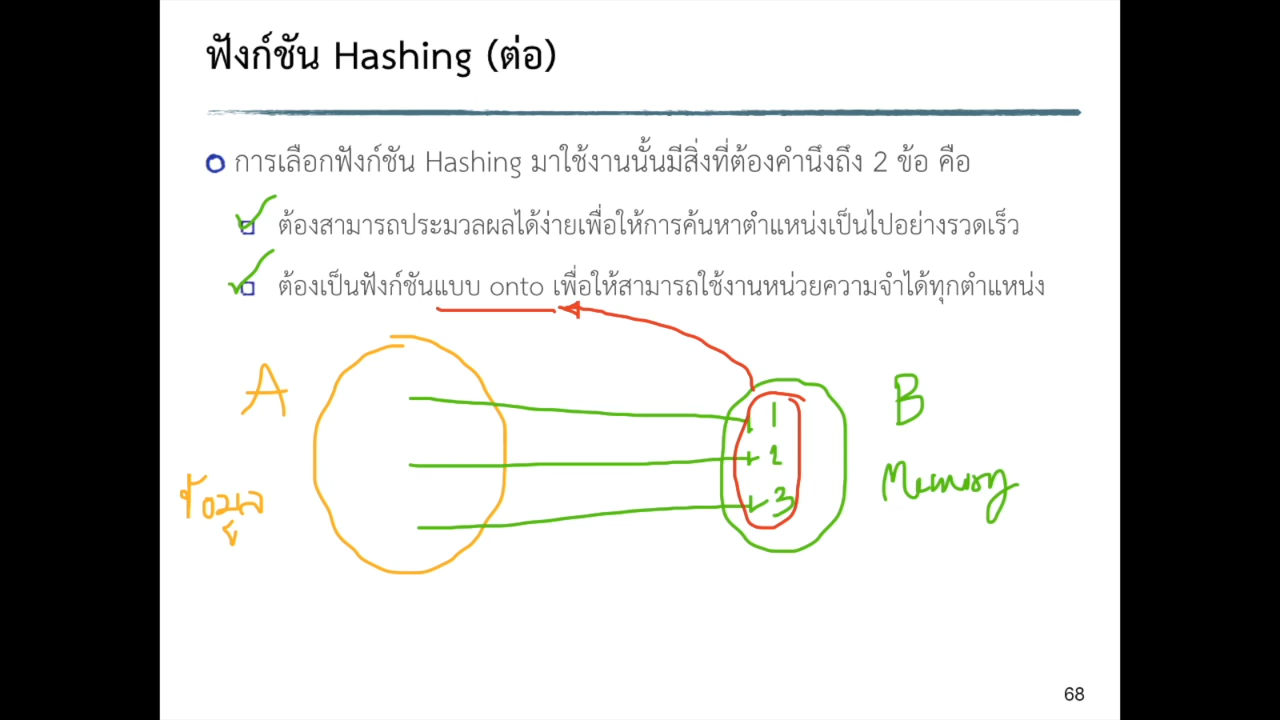 ฟังก์ชัน Hashing (ต่อ)
การเลือกฟังก์ชัน Hashing มาใช้งานนั้นมีสิ่งที่ต้องคำนึงถึง 2 ข้อ คือ
ต้องสามารถประมวลผลได้ง่ายเพื่อให้การค้นหาตำแหน่งเป็นไปอย่างรวดเร็ว
ต้องเป็นฟังก์ชันแบบ onto เพื่อให้สามารถใช้งานหน่วยความจำได้ทุกตำแหน่ง
A
B
1
2
3
ข้อมูล
Memory
68